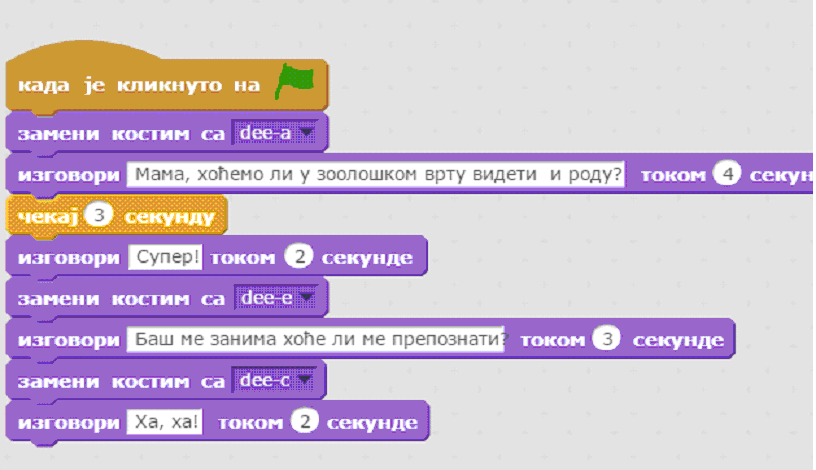 када је кликнуто на
замени костим са dee-a
изговори Мама, хоћемо ли у зоолошком врту видети и роду? током 4 секун
чекај 3 секунду
изговори Супер! током 2 секунде
замени костим са dee-e
изговори Баш ме занима хоће ли ме препознати? током 3 секунде
замени костим са dee-c
изговори Ха, ха! током 2 секунде